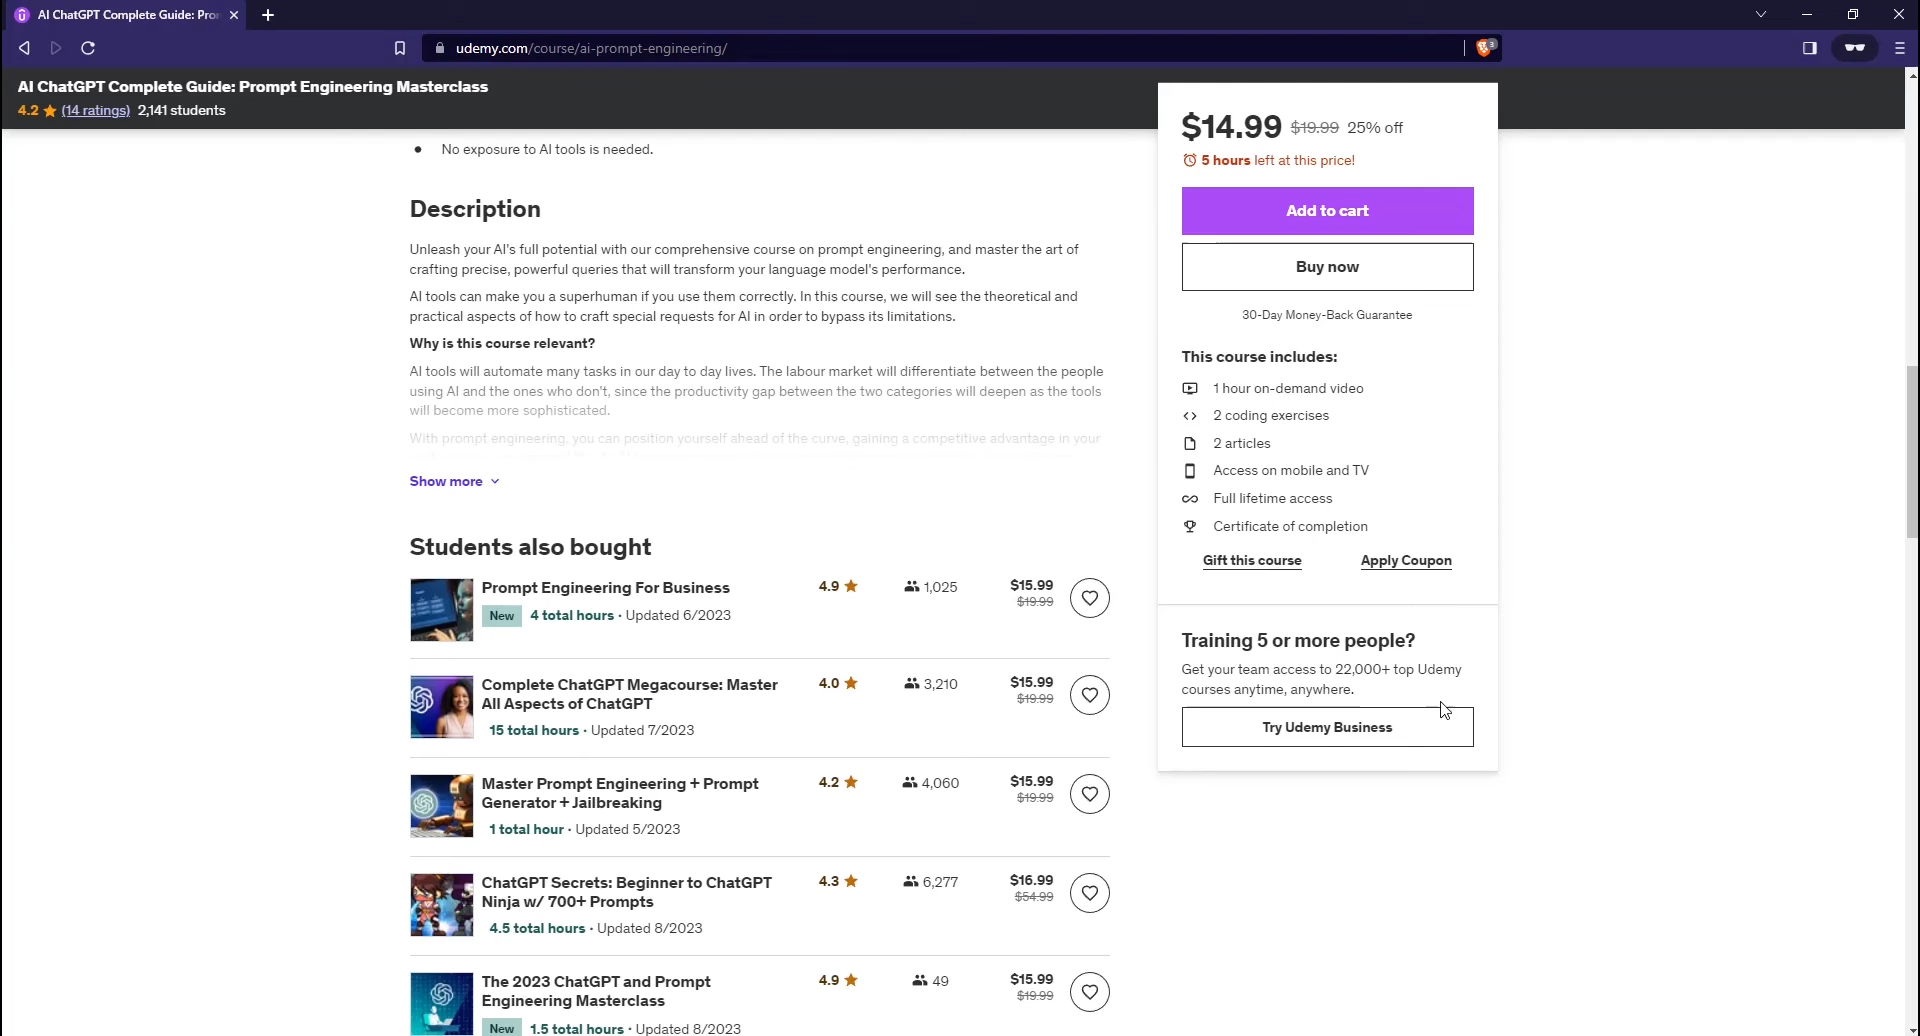 AI ChatGPT Complete Guide: Pro
udemy.com/course/ai-prompt-engineering/
3
AI ChatGPT Complete Guide: Prompt Engineering Masterclass
4.2 (14 ratings) 2,141 students
No exposure to AI tools is needed.
Description
Unleash your AI's full potential with our comprehensive course on prompt engineering, and master the art of
crafting precise, powerful queries that will transform your language model's performance.
AI tools can make you a superhuman if you use them correctly. In this course, we will see the theoretical and
practical aspects of how to craft special requests for AI in order to bypass its limitations.
Why is this course relevant?
AI tools will automate many tasks in our day to day lives. The labour market will differentiate between the people
using AI and the ones who don't, since the productivity gap between the two categories will deepen as the tools
will become more sophisticated.
With prompt engineering, you can position yourself ahead of the curve, gaining a competitive advantage in your
Show more
Students also bought
Prompt Engineering For Business
New 4 total hours · Updated 6/2023
4.9
1,025
$15.99
$19.99
Complete ChatGPT Megacourse: Master
All Aspects of ChatGPT
15 total hours · Updated 7/2023
4.0
3,210
$15.99
$19.99
Master Prompt Engineering + Prompt
Generator + Jailbreaking
1 total hour · Updated 5/2023
4.2
4,060
$15.99
$19.99
ChatGPT Secrets: Beginner to ChatGPT
Ninja w/ 700+ Prompts
4.5 total hours · Updated 8/2023
4.3
6,277
$16.99
$54.99
The 2023 ChatGPT and Prompt
Engineering Masterclass
New 1.5 total hours · Updated 8/2023
4.9
49
$15.99
$19.99
$14.99 $19.99 25% off
5 hours left at this price!
Add to cart
Buy now
30-Day Money-Back Guarantee
This course includes:
1 hour on-demand video
2 coding exercises
2 articles
Access on mobile and TV
Full lifetime access
Certificate of completion
Gift this course Apply Coupon
Training 5 or more people?
Get your team access to 22,000+ top Udemy
courses anytime, anywhere.
Try Udemy Business